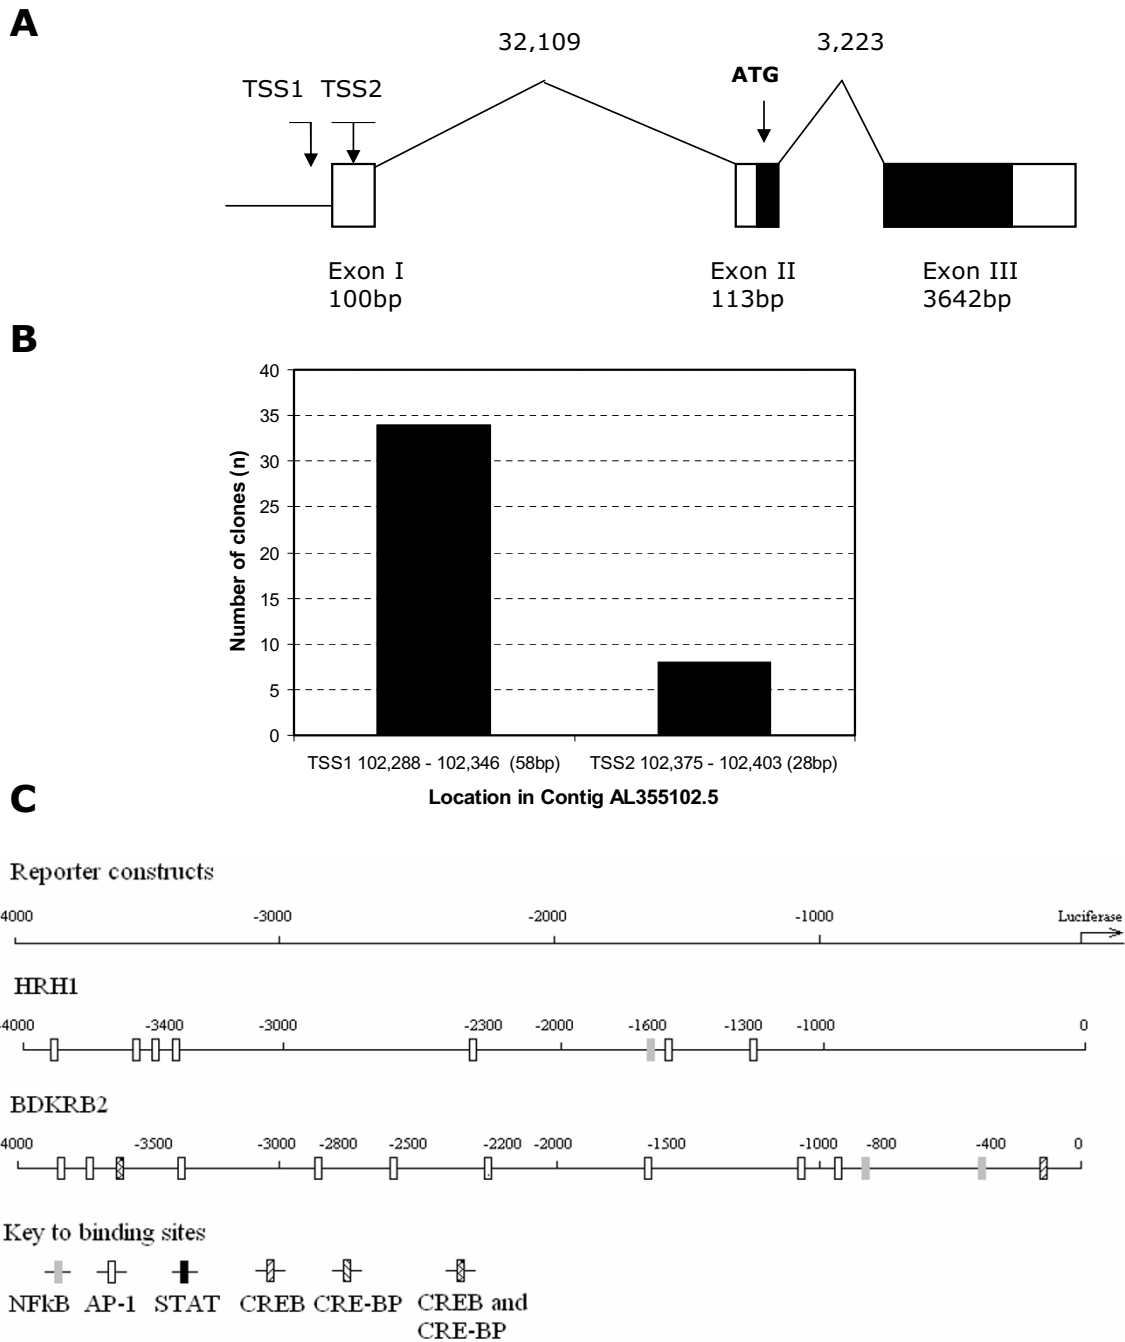 A
32,109
3,223
ATG
TSS1 TSS2
Exon I
100bp
Exon II
113bp
Exon III
3642bp
B
40
35
30
25
20
15
10
5
0
Number of clones (n)
TSS1 102,288 - 102,346 (58bp)
TSS2 102,375 - 102,403 (28bp)
Location in Contig AL355102.5
C
Reporter constructs
4000 -3000 -2000 -1000 Luciferase
HRH1
-4000 -3400 -3000 -2300 -2000 -1600 -1300 -1000 0
BDKRB2
4000 -3500 -3000 -2800 -2500 -2200 -2000 -1500 -1000 -800 -400 0
Key to binding sites
NFkB AP-1 STAT CREB CRE-BP CREB and
CRE-BP